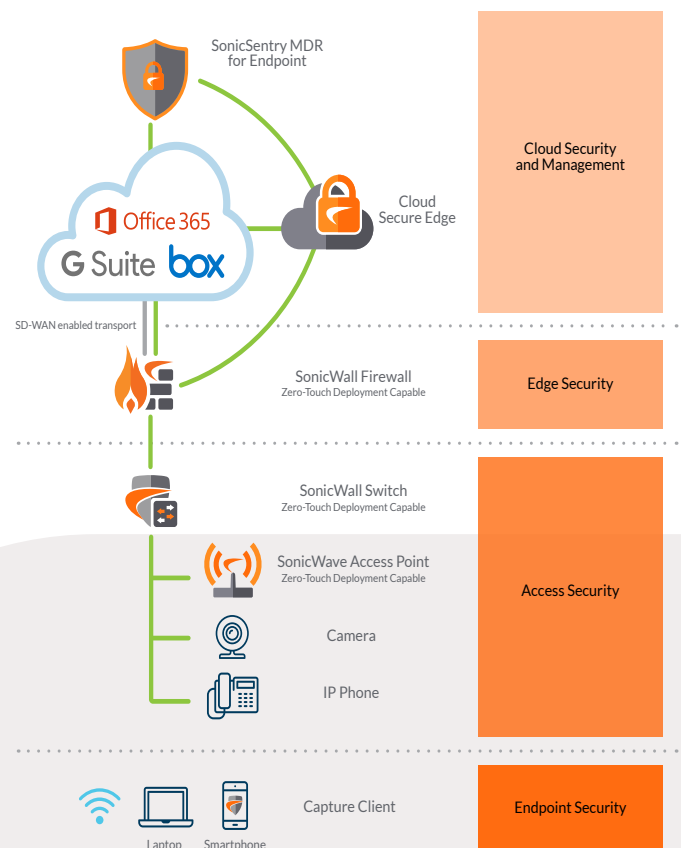 SonicSentry MDR
for Endpoint
Cloud Security
and Management
Office 365
G Suite box
Cloud
Secure Edge
SD-WAN enabled transport
SonicWall Firewall
Zero-Touch Deployment Capable
Edge Security
SonicWall Switch
Zero-Touch Deployment Capable
SonicWave Access Point
Zero-Touch Deployment Capable
Access Security
Camera
IP Phone
Capture Client
Endpoint Security
Laptop
Smartphone